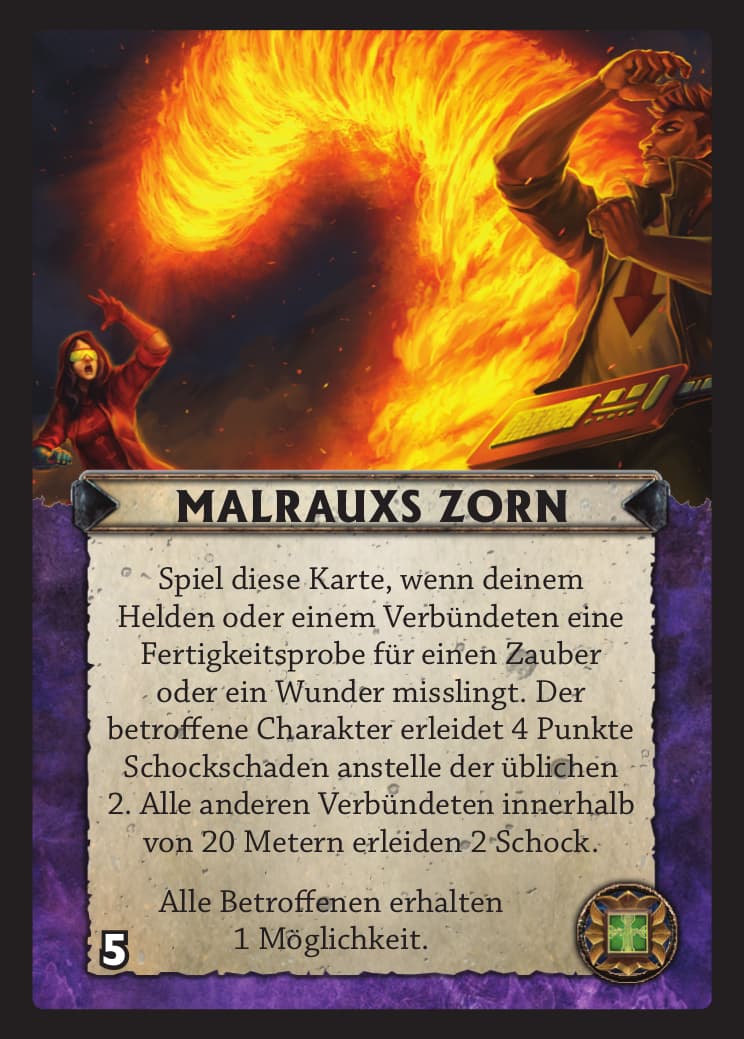 MALRAUXS ZORN
Spiel diese Karte, wenn deinem
Helden oder einem Verbündeten eine
Fertigkeitsprobe für einen Zauber
oder ein Wunder misslingt. Der
betroffene Charakter erleidet 4 Punkte
Schockschaden anstelle der üblichen
2. Alle anderen Verbündeten innerhalb
von 20 Metern erleiden 2 Schock.
Alle Betroffenen erhalten
1 Möglichkeit.
5